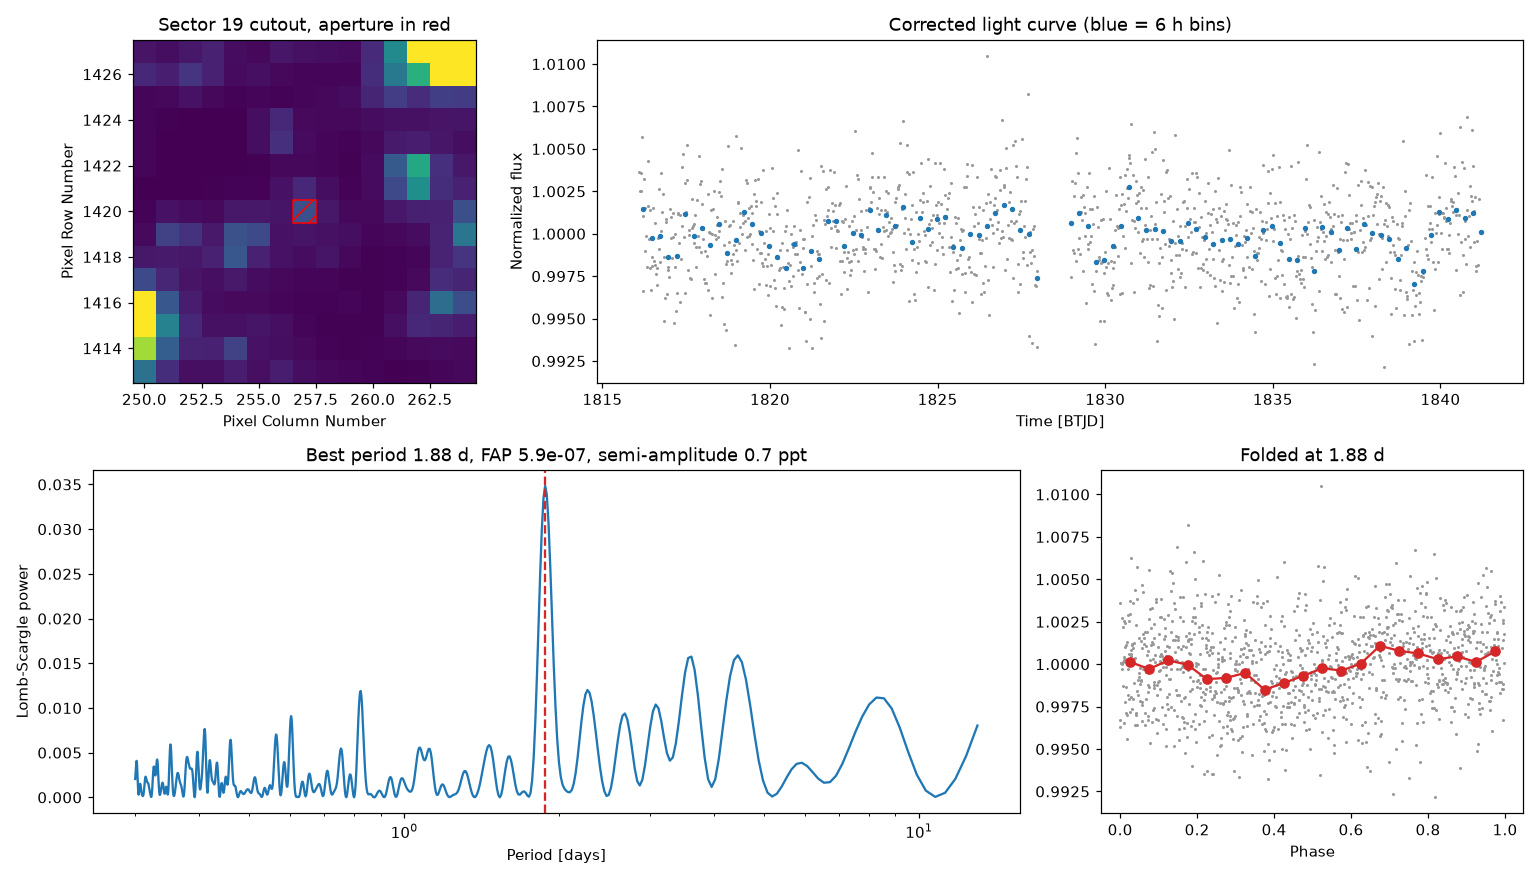 Sector 19 cutout, aperture in red
1426
1424
1422
1420
1418
1416
1414
Pixel Row Number
250.0 252.5 255.0 257.5 260.0 262.5
Pixel Column Number
Corrected light curve (blue = 6 h bins)
1.0100
1.0075
1.0050
1.0025
1.0000
0.9975
0.9950
0.9925
Normalized flux
1815 1820 1825 1830 1835 1840
Time [BTJD]
Best period 1.88 d, FAP 5.9e-07, semi-amplitude 0.7 ppt
0.035
0.030
0.025
0.020
0.015
0.010
0.005
0.000
Lomb-Scargle power
10⁰ 10¹
Period [days]
Folded at 1.88 d
1.0100
1.0075
1.0050
1.0025
1.0000
0.9975
0.9950
0.9925
0.0 0.2 0.4 0.6 0.8 1.0
Phase